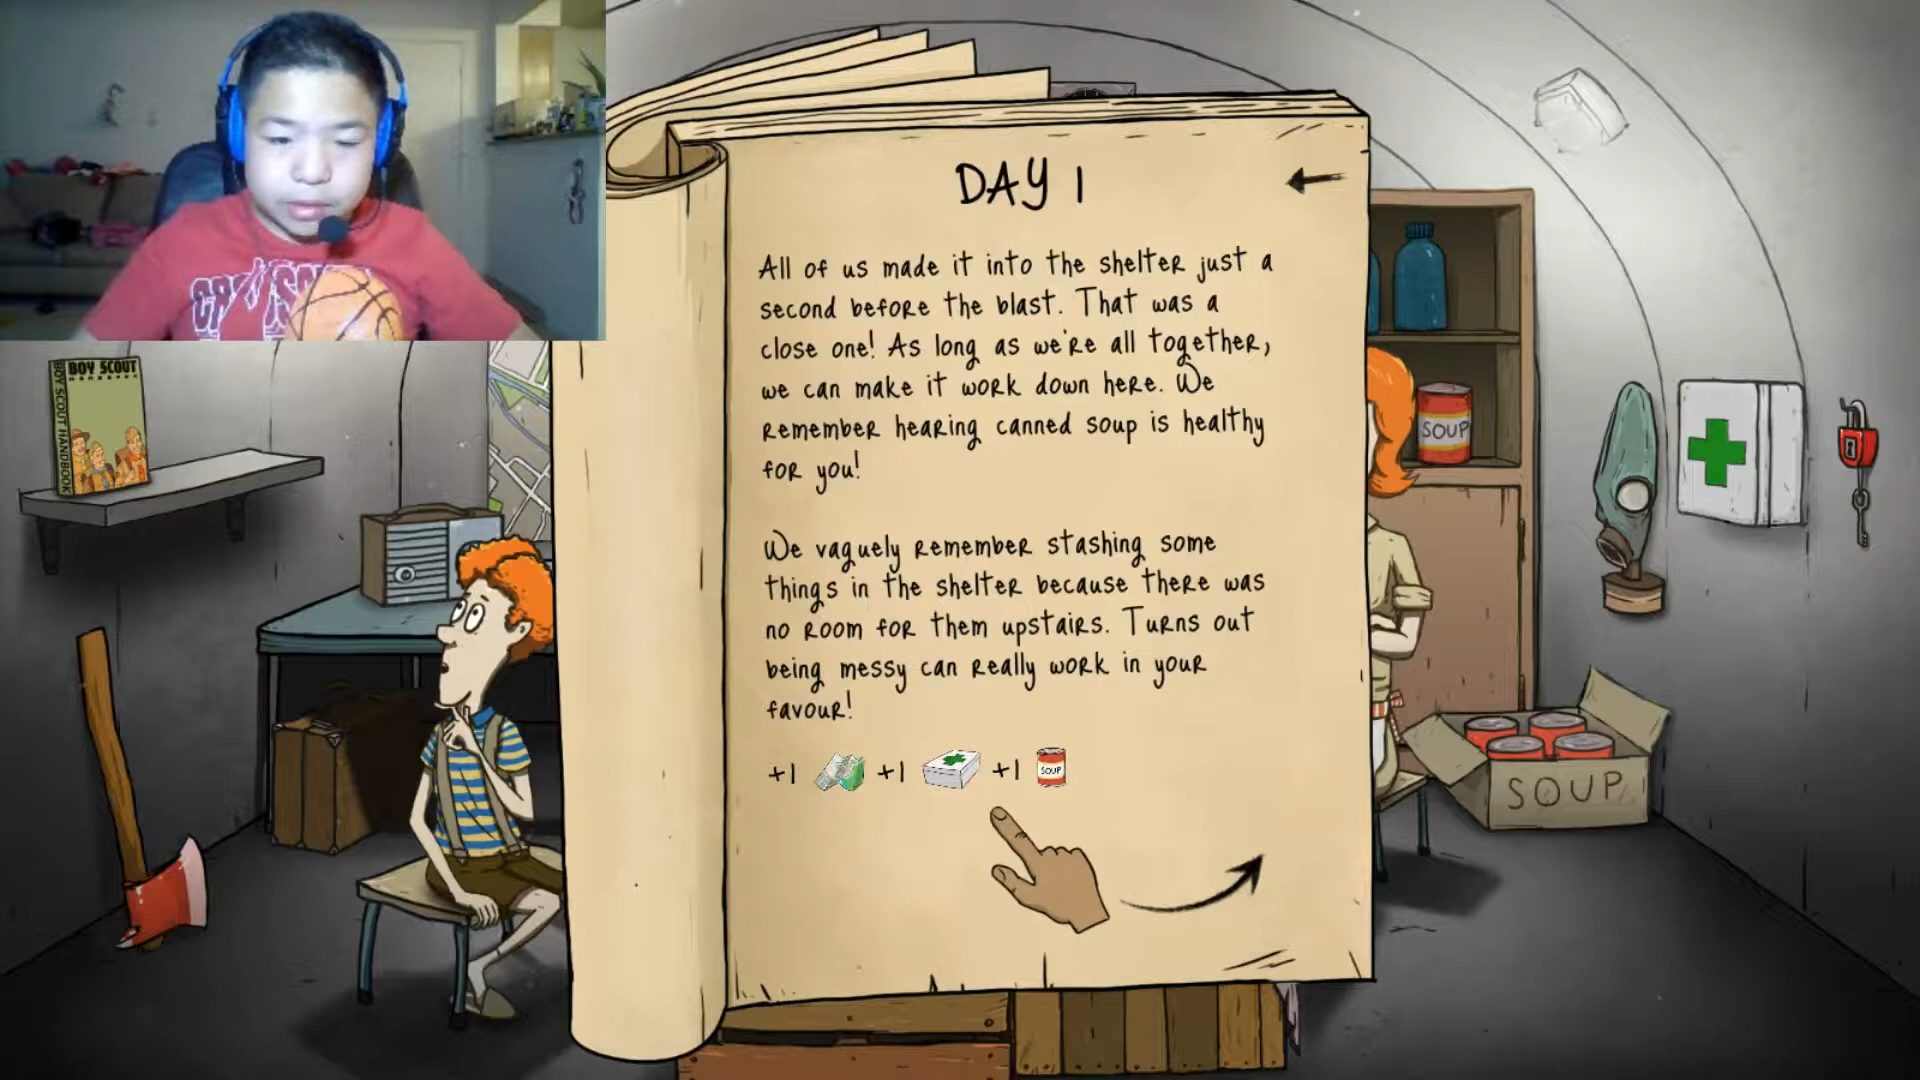 DAY 1
All of us made it into the shelter just a
second before the blast. That was a
close one! As long as we're all together,
we can make it work down here. We
remember hearing canned soup is healthy
for you!
We vaguely remember stashing some
things in the shelter because there was
no room for them upstairs. Turns out
being messy can really work in your
favour!
+1 +1 +1 SOUP
BOY SCOUT
HANDBOOK
BOY SCOUT HANDBOOK
SOUP
SOUP